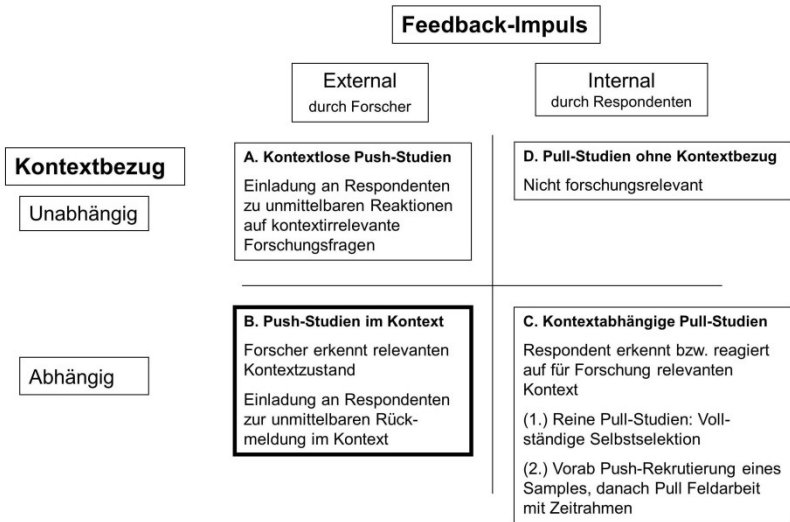 Feedback-Impuls
External
durch Forscher
Internal
durch Respondenten
Kontextbezug
Unabhängig
A. Kontextlose Push-Studien
Einladung an Respondenten
zu unmittelbaren Reaktionen
auf kontextirrelevante
Forschungsfragen
D. Pull-Studien ohne Kontextbezug
Nicht forschungsrelevant
Abhängig
B. Push-Studien im Kontext
Forscher erkennt relevanten
Kontextzustand
Einladung an Respondenten
zur unmittelbaren Rück-
meldung im Kontext
C. Kontextabhängige Pull-Studien
Respondent erkennt bzw. reagiert
auf für Forschung relevanten
Kontext
(1.) Reine Pull-Studien: Voll-
ständige Selbstselektion
(2.) Vorab Push-Rekrutierung eines
Samples, danach Pull Feldarbeit
mit Zeitrahmen